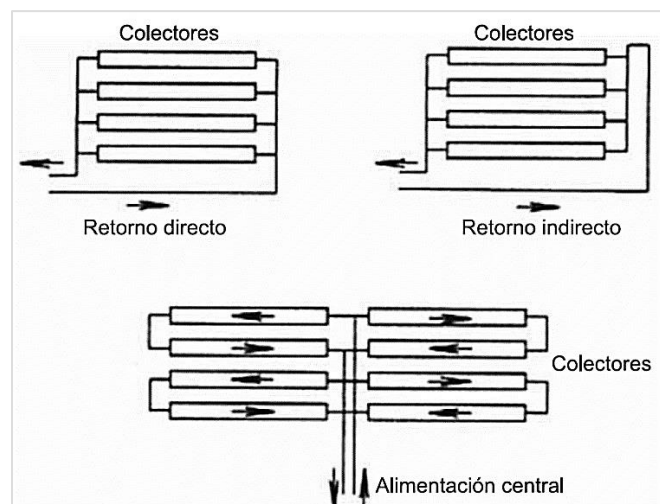 Colectores
Colectores
Retorno directo
Retorno indirecto
Colectores
Alimentación central